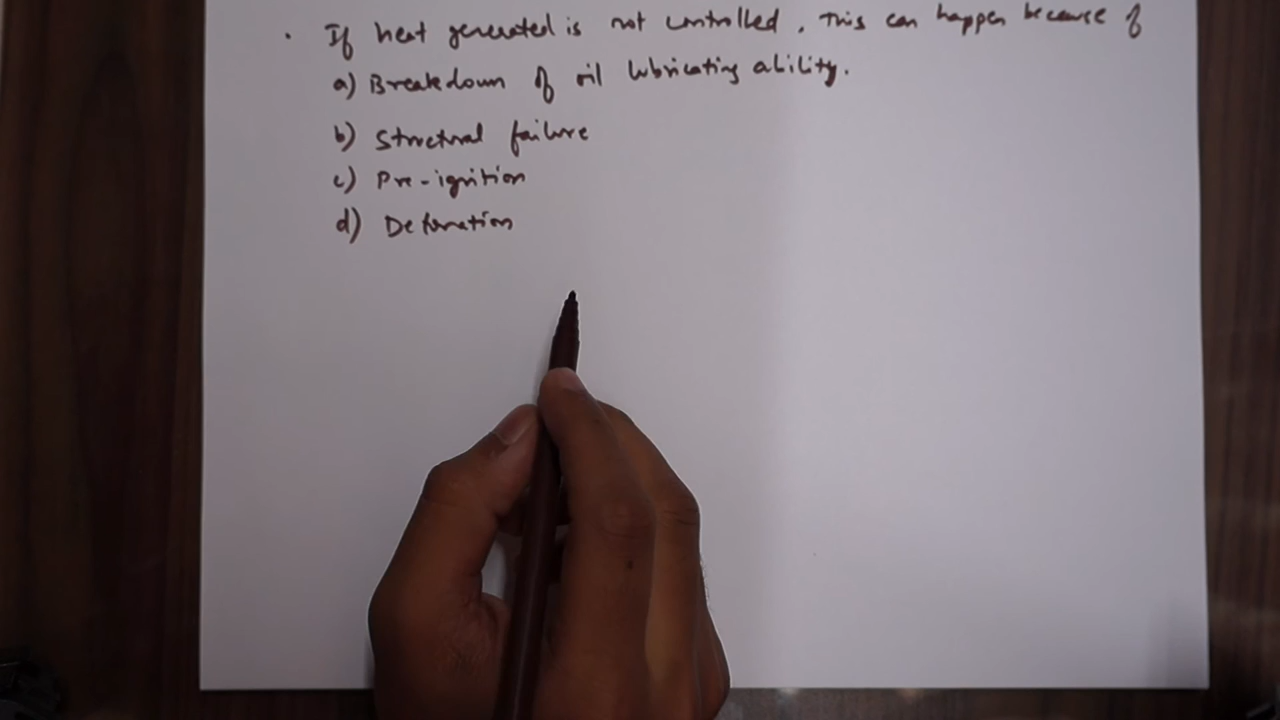 . If heat generated is not controlled. This can happen because of
a) Breakdown of oil lubricating ability.
b) Structural failure
c) Pre-ignition
d) Detonation